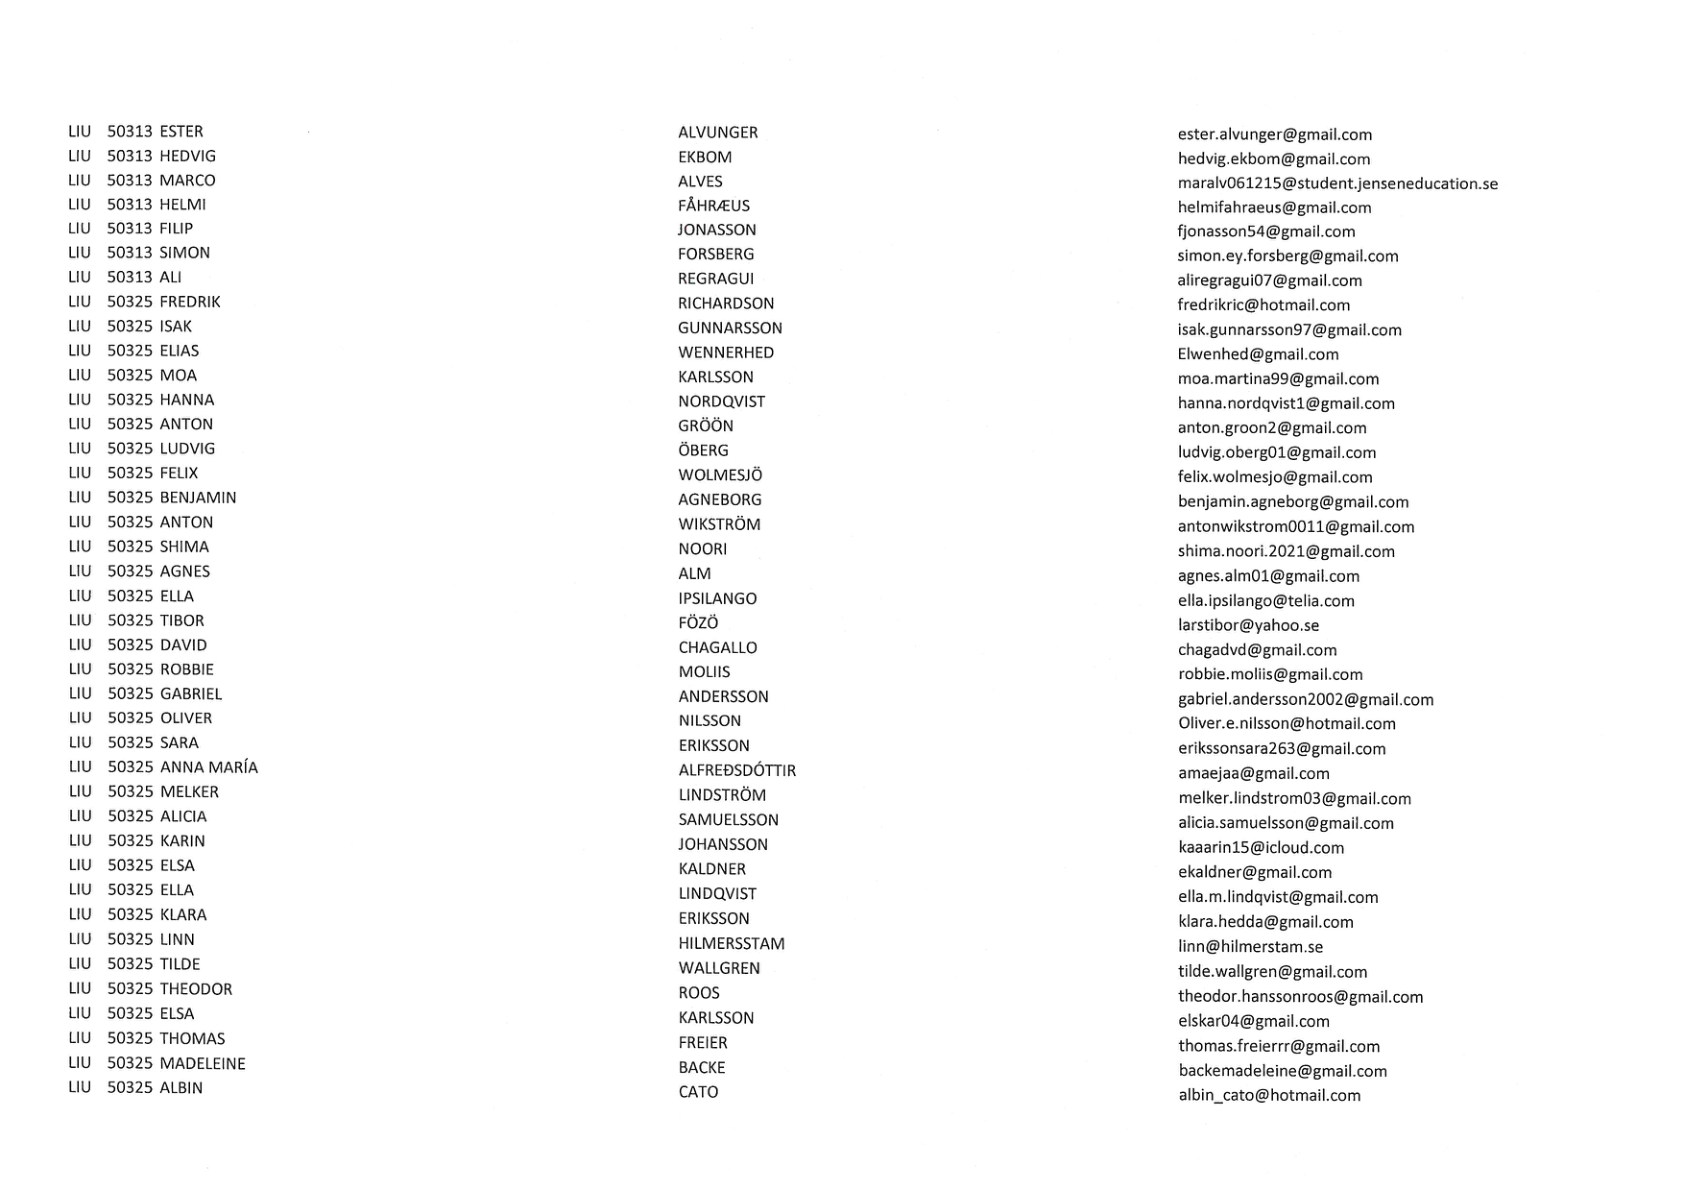 LIU 50313 ESTER ALVUNGER ester.alvunger@gmail.com
LIU 50313 HEDVIG EKBOM hedvig.ekbom@gmail.com
LIU 50313 MARCO ALVES maralv061215@student.jenseneducation.se
LIU 50313 HELMI FÅHRÆUS helmifahraeus@gmail.com
LIU 50313 FILIP JONASSON fjonasson54@gmail.com
LIU 50313 SIMON FORSBERG simon.ey.forsberg@gmail.com
LIU 50313 ALI REGRAGUI aliregragui07@gmail.com
LIU 50325 FREDRIK RICHARDSON fredrikric@hotmail.com
LIU 50325 ISAK GUNNARSSON isak.gunnarsson97@gmail.com
LIU 50325 ELIAS WENNERHED Elwenhed@gmail.com
LIU 50325 MOA KARLSSON moa.martina99@gmail.com
LIU 50325 HANNA NORDQVIST hanna.nordqvist1@gmail.com
LIU 50325 ANTON GRÖÖN anton.groon2@gmail.com
LIU 50325 LUDVIG ÖBERG ludvig.oberg01@gmail.com
LIU 50325 FELIX WOLMESJÖ felix.wolmesjo@gmail.com
LIU 50325 BENJAMIN AGNEBORG benjamin.agneborg@gmail.com
LIU 50325 ANTON WIKSTRÖM antonwikstrom0011@gmail.com
LIU 50325 SHIMA NOORI shima.noori.2021@gmail.com
LIU 50325 AGNES ALM agnes.alm01@gmail.com
LIU 50325 ELLA IPSILANGO ella.ipsilango@telia.com
LIU 50325 TIBOR FÖZÖ larstibor@yahoo.se
LIU 50325 DAVID CHAGALLO chagadvd@gmail.com
LIU 50325 ROBBIE MOLIIS robbie.moliis@gmail.com
LIU 50325 GABRIEL ANDERSSON gabriel.andersson2002@gmail.com
LIU 50325 OLIVER NILSSON Oliver.e.nilsson@hotmail.com
LIU 50325 SARA ERIKSSON erikssonsara263@gmail.com
LIU 50325 ANNA MARÍA ALFREÐSDÓTTIR amaejaa@gmail.com
LIU 50325 MELKER LINDSTRÖM melker.lindstrom03@gmail.com
LIU 50325 ALICIA SAMUELSSON alicia.samuelsson@gmail.com
LIU 50325 KARIN JOHANSSON kaaarin15@icloud.com
LIU 50325 ELSA KALDNER ekaldner@gmail.com
LIU 50325 ELLA LINDQVIST ella.m.lindqvist@gmail.com
LIU 50325 KLARA ERIKSSON klara.hedda@gmail.com
LIU 50325 LINN HILMERSSTAM linn@hilmerstam.se
LIU 50325 TILDE WALLGREN tilde.wallgren@gmail.com
LIU 50325 THEODOR ROOS theodor.hanssonroos@gmail.com
LIU 50325 ELSA KARLSSON elskar04@gmail.com
LIU 50325 THOMAS FREIER thomas.freierrr@gmail.com
LIU 50325 MADELEINE BACKE backemadeleine@gmail.com
LIU 50325 ALBIN CATO albin_cato@hotmail.com